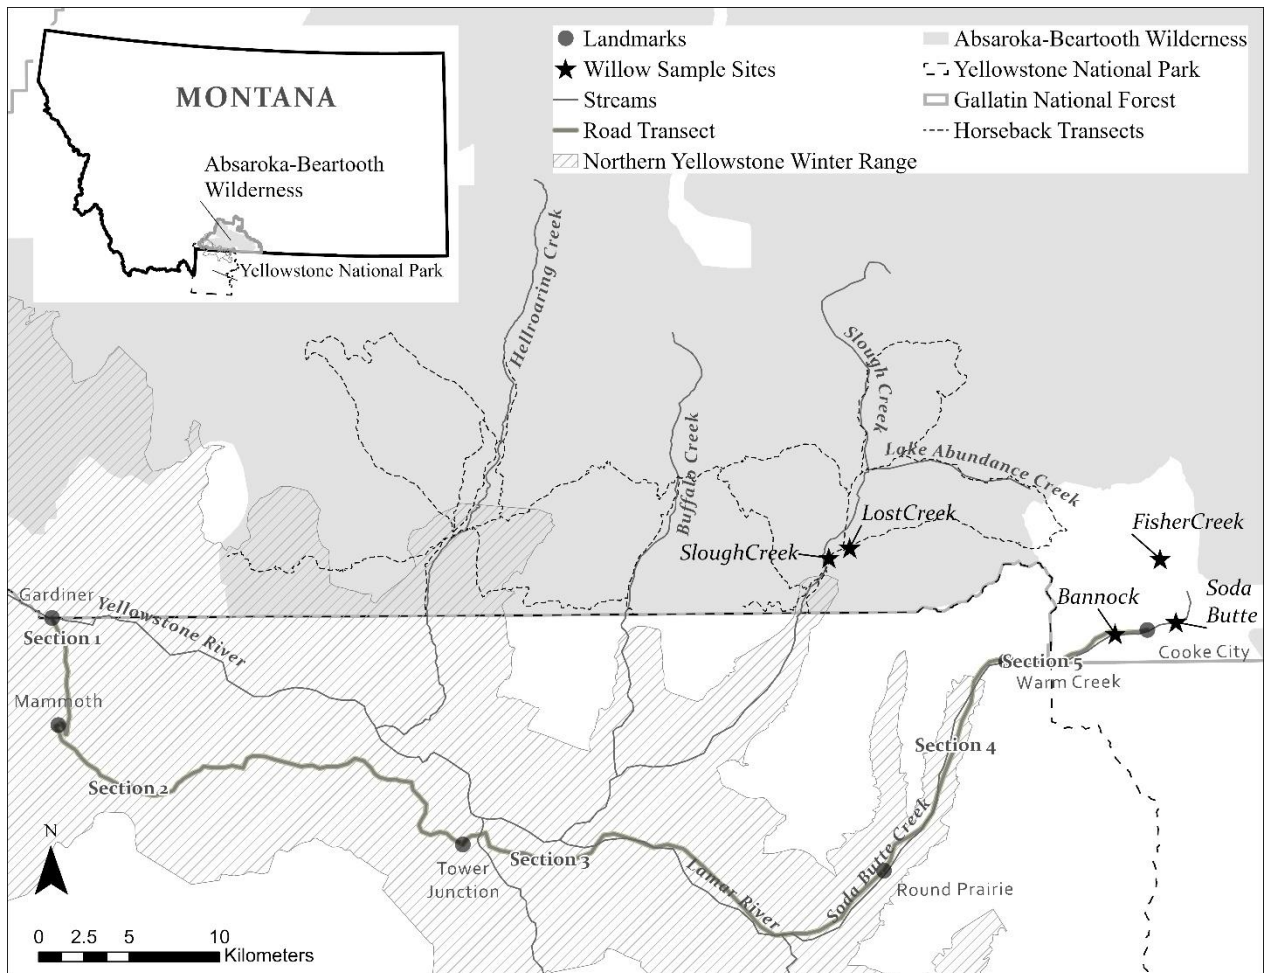 MONTANA
Absaroka-Beartooth
Wilderness
Yellowstone National Park
Landmarks
Willow Sample Sites
Streams
Road Transect
Northern Yellowstone Winter Range
Absaroka-Beartooth Wilderness
Yellowstone National Park
Gallatin National Forest
Horseback Transects
Hellroaring Creek
Buffalo Creek
Slough Creek
Lake Abundance Creek
LostCreek
SloughCreek
FisherCreek
Bannock
Soda
Butte
Cooke City
Section 5
Warm Creek
Gardiner
Yellowstone River
Section 1
Mammoth
Section 2
Section 4
Tower
Junction
Section 3
Lamar River
Soda Butte Creek
Round Prairie
N
0 2.5 5 10
Kilometers